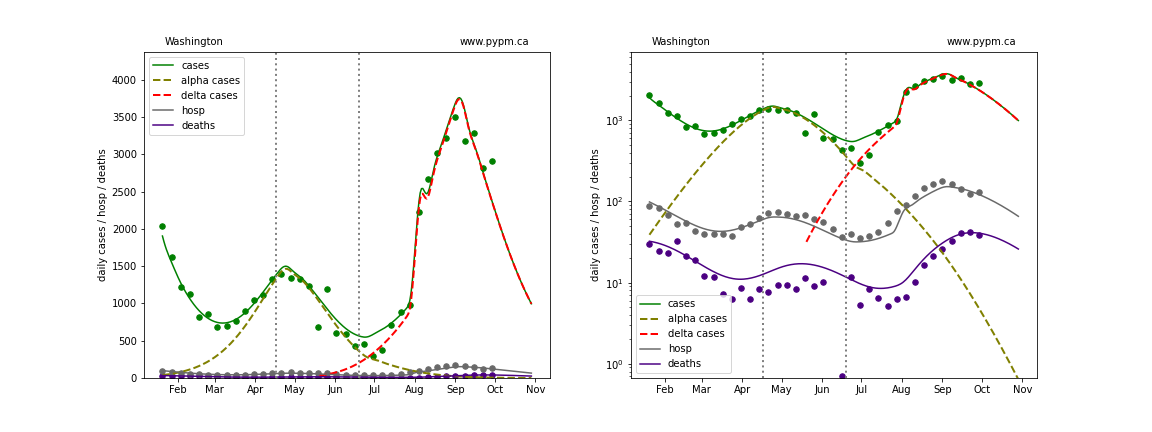 Washington
www.pypm.ca
daily cases / hosp / deaths
4000
3500
3000
2500
2000
1500
1000
500
0
cases
alpha cases
delta cases
hosp
deaths
Feb Mar Apr May Jun Jul Aug Sep Oct Nov
Washington
www.pypm.ca
daily cases / hosp / deaths
10³
10²
10¹
10⁰
cases
alpha cases
delta cases
hosp
deaths
Feb Mar Apr May Jun Jul Aug Sep Oct Nov